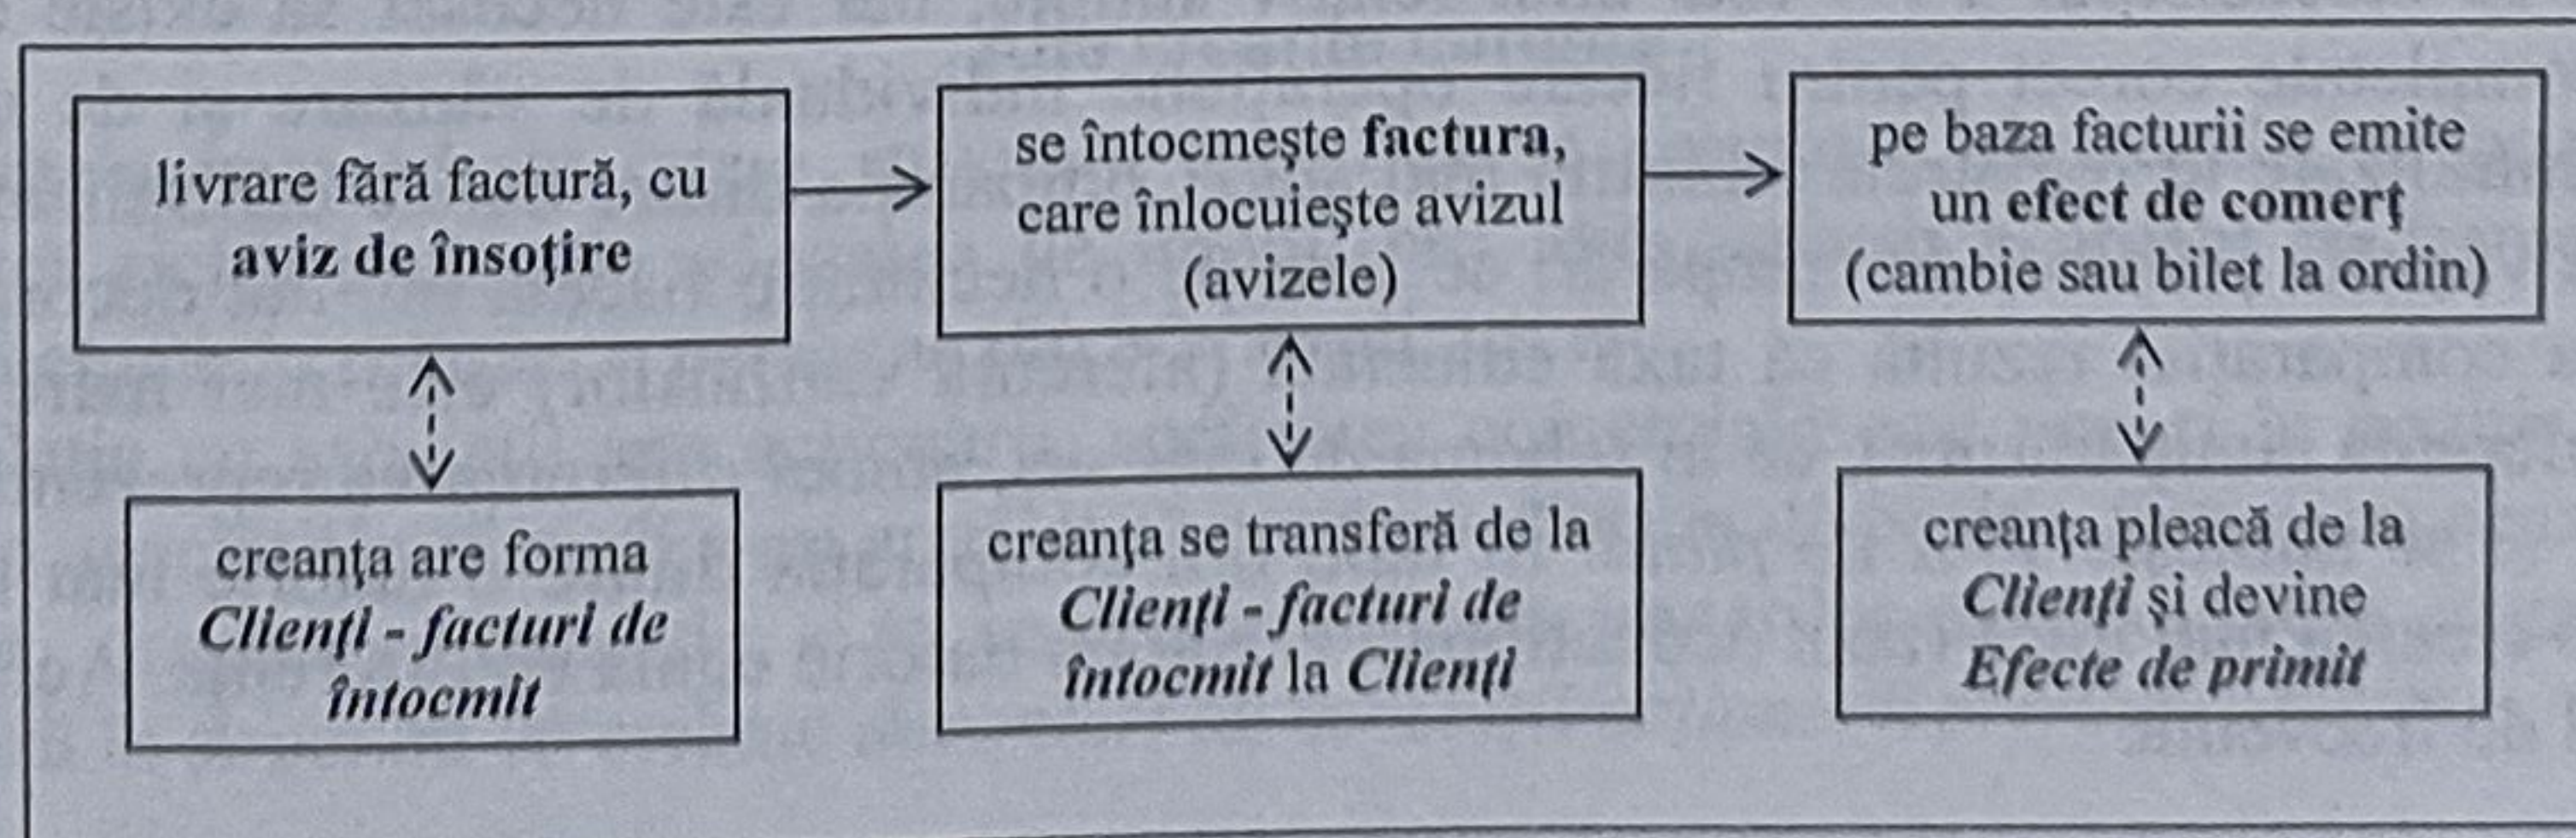 livrare fără factură, cu
aviz de însoţire
se întocmeşte factura,
care înlocuieşte avizul
(avizele)
pe baza facturii se emite
un efect de comerţ
(cambie sau bilet la ordin)
creanţa are forma
Clienţi - facturi de
întocmit
creanţa se transferă de la
Clienţi - facturi de
întocmit la Clienţi
creanţa pleacă de la
Clienţi şi devine
Efecte de primit